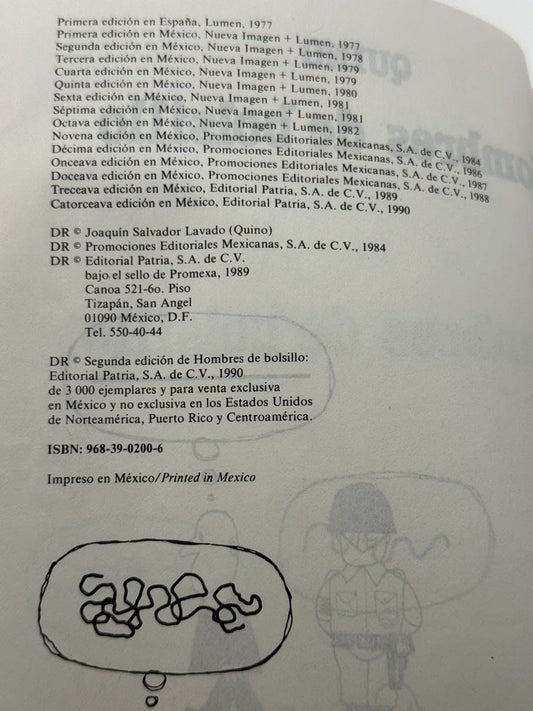 Primera edición en España, Lumen, 1977
Primera edición en México, Nueva Imagen + Lumen, 1977
Segunda edición en México, Nueva Imagen + Lumen, 1978
Tercera edición en México, Nueva Imagen + Lumen, 1979
Cuarta edición en México, Nueva Imagen + Lumen, 1979
Quinta edición en México, Nueva Imagen + Lumen, 1980
Sexta edición en México, Nueva Imagen + Lumen, 1981
Séptima edición en México, Nueva Imagen + Lumen, 1981
Octava edición en México, Nueva Imagen + Lumen, 1982
Novena edición en México, Promociones Editoriales Mexicanas, S.A. de C.V., 1984
Décima edición en México, Promociones Editoriales Mexicanas, S.A. de C.V., 1986
Onceava edición en México, Promociones Editoriales Mexicanas, S.A. de C.V., 1987
Doceava edición en México, Promociones Editoriales Mexicanas, S.A. de C.V., 1988
Treceava edición en México, Editorial Patria, S.A. de C.V., 1989
Catorceava edición en México, Editorial Patria, S.A. de C.V., 1990
DR © Joaquín Salvador Lavado (Quino)
DR © Promociones Editoriales Mexicanas, S.A. de C.V., 1984
DR © Editorial Patria, S.A. de C.V.
bajo el sello de Promexa, 1989
Canoa 521-6o. Piso
Tizapán, San Angel
01090 México, D.F.
Tel. 550-40-44
DR © Segunda edición de Hombres de bolsillo:
Editorial Patria, S.A. de C.V., 1990
de 3 000 ejemplares y para venta exclusiva
en México y no exclusiva en los Estados Unidos
de Norteamérica, Puerto Rico y Centroamérica.
ISBN: 968-39-0200-6
Impreso en México/Printed in Mexico